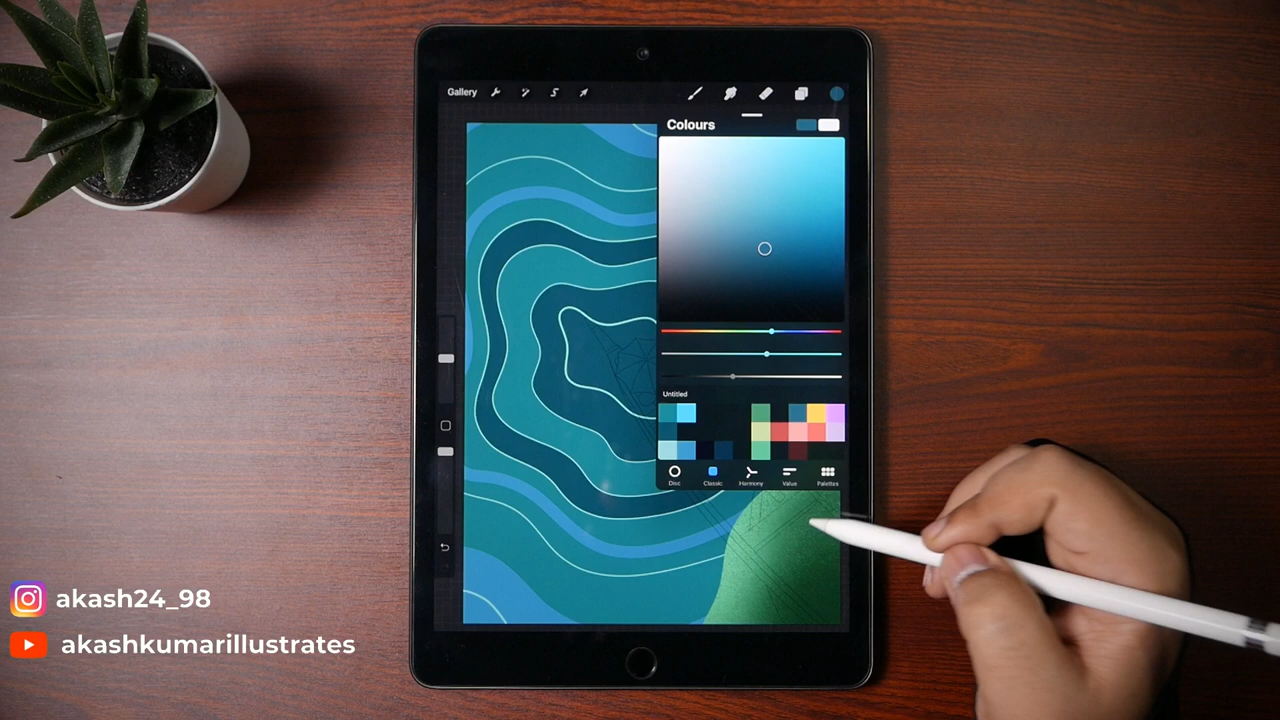 Gallery
Colours
Untitled
Disc
Classic
Harmony
Value
Palettes
akash24_98
akashkumarillustrates